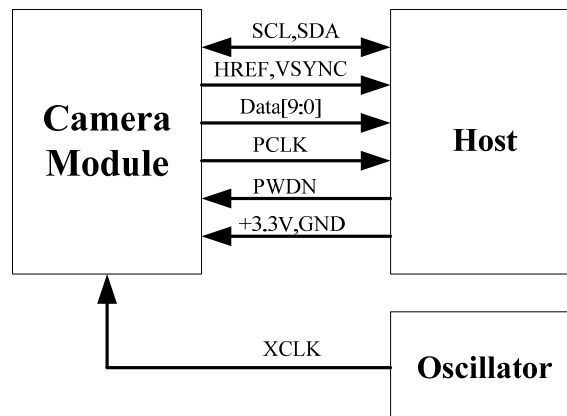 SCL,SDA
HREF,VSYNC
Data[9:0]
PCLK
PWDN
+3.3V,GND
Camera
Module
Host
XCLK
Oscillator